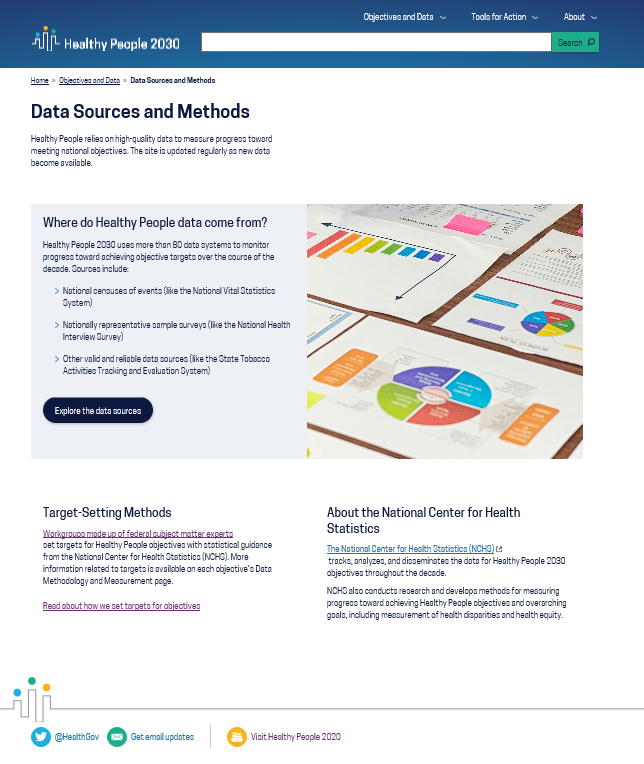 Objectives and Data Tools for Action About
Healthy People 2030
Search
Home » Objectives and Data » Data Sources and Methods
Data Sources and Methods
Healthy People relies on high-quality data to measure progress toward
meeting national objectives. The site is updated regularly as new data
become available.
Where do Healthy People data come from?
Healthy People 2030 uses more than 80 data systems to monitor
progress toward achieving objective targets over the course of the
decade. Sources include:
National censuses of events (like the National Vital Statistics
System)
Nationally representative sample surveys (like the National Health
Interview Survey)
Other valid and reliable data sources (like the State Tobacco
Activities Tracking and Evaluation System)
Explore the data sources
Target-Setting Methods
Workgroups made up of federal subject matter experts
set targets for Healthy People objectives with statistical guidance
from the National Center for Health Statistics (NCHS). More
information related to targets is available on each objective's Data
Methodology and Measurement page.
Read about how we set targets for objectives
About the National Center for Health
Statistics
The National Center for Health Statistics (NCHS)
tracks, analyzes, and disseminates the data for Healthy People 2030
objectives throughout the decade.
NCHS also conducts research and develops methods for measuring
progress toward achieving Healthy People objectives and overarching
goals, including measurement of health disparities and health equity.
@HealthGov Get email updates Visit Healthy People 2020